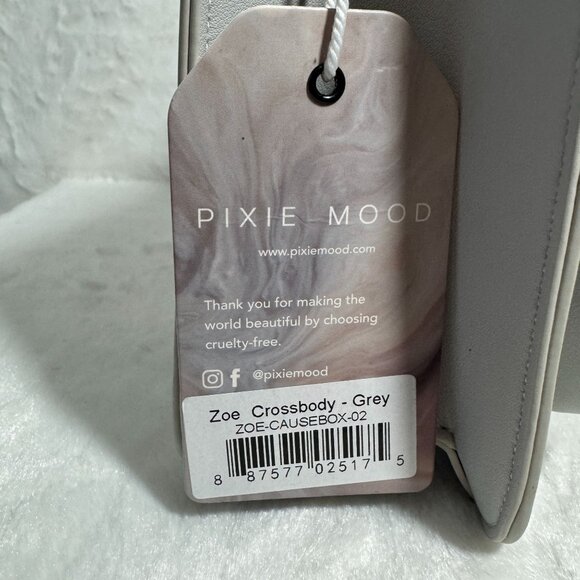 PIXIE MOOD
www.pixiemood.com
Thank you for making the
world beautiful by choosing
cruelty-free.
@pixiemood
Zoe Crossbody - Grey
ZOE-CAUSEBOX-02
8 87577 02517 5